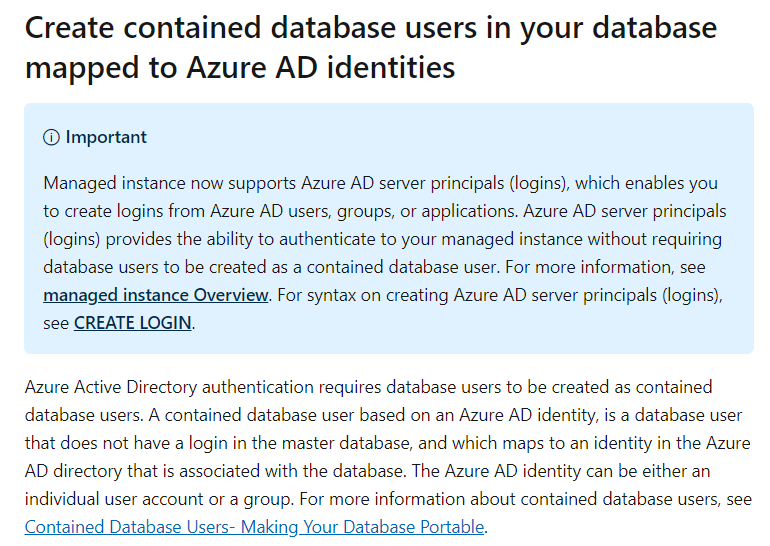 Create contained database users in your database
mapped to Azure AD identities
Important
Managed instance now supports Azure AD server principals (logins), which enables you
to create logins from Azure AD users, groups, or applications. Azure AD server principals
(logins) provides the ability to authenticate to your managed instance without requiring
database users to be created as a contained database user. For more information, see
managed instance Overview. For syntax on creating Azure AD server principals (logins),
see CREATE LOGIN.
Azure Active Directory authentication requires database users to be created as contained
database users. A contained database user based on an Azure AD identity, is a database user
that does not have a login in the master database, and which maps to an identity in the Azure
AD directory that is associated with the database. The Azure AD identity can be either an
individual user account or a group. For more information about contained database users, see
Contained Database Users- Making Your Database Portable.